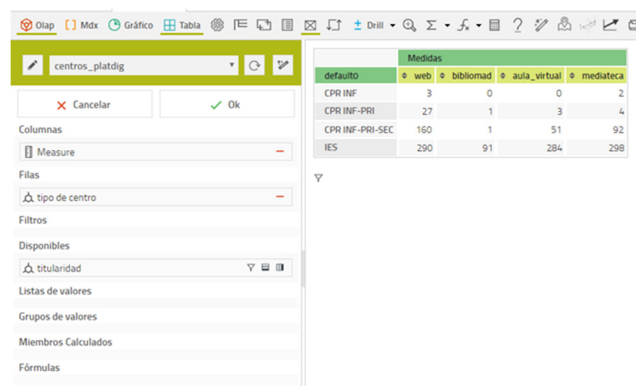 Olap Mdx Gráfico Tabla Drill
centros_platdig
Cancelar Ok
Columnas
Measure
Filas
tipo de centro
Filtros
Disponibles
titularidad
Listas de valores
Grupos de valores
Miembros Calculados
Fórmulas
Medidas
default0 web bibliomad aula_virtual mediateca
CPR INF 3 0 0 2
CPR INF-PRI 27 1 3 4
CPR INF-PRI-SEC 160 1 51 92
IES 290 91 284 298